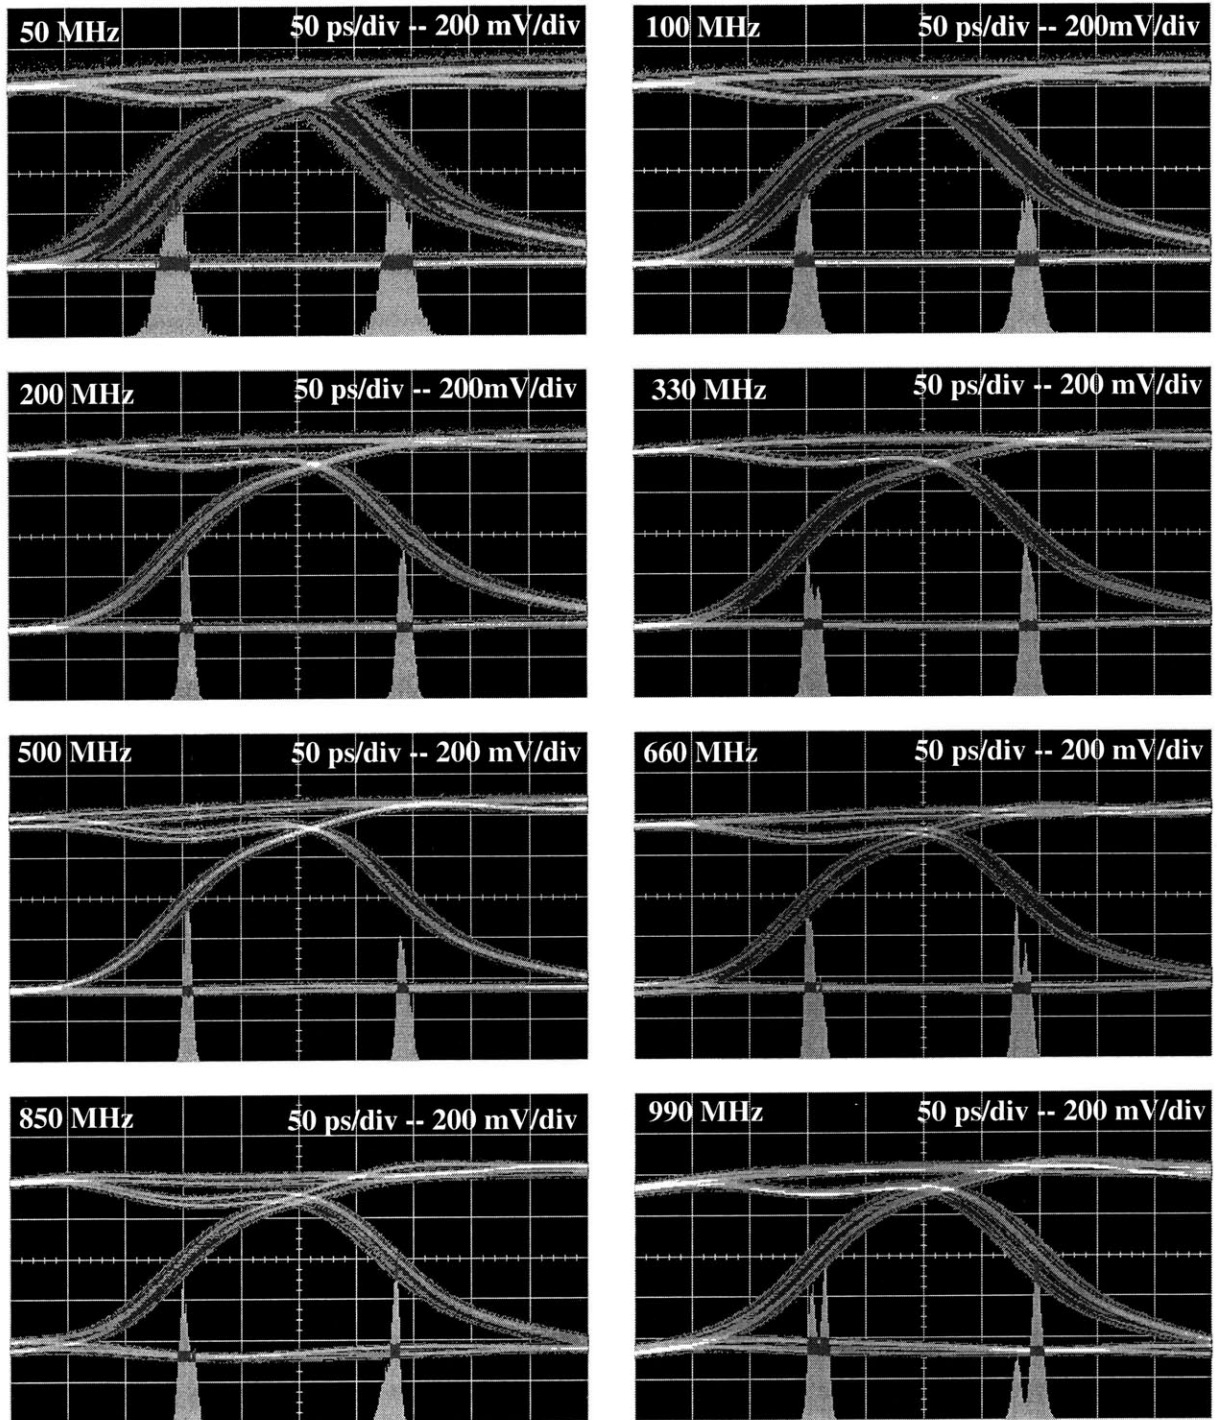 50 MHz 50 ps/div -- 200 mV/div
100 MHz 50 ps/div -- 200mV/div
200 MHz 50 ps/div -- 200mV/div
330 MHz 50 ps/div -- 200 mV/div
500 MHz 50 ps/div -- 200 mV/div
660 MHz 50 ps/div -- 200 mV/div
850 MHz 50 ps/div -- 200 mV/div
990 MHz 50 ps/div -- 200 mV/div